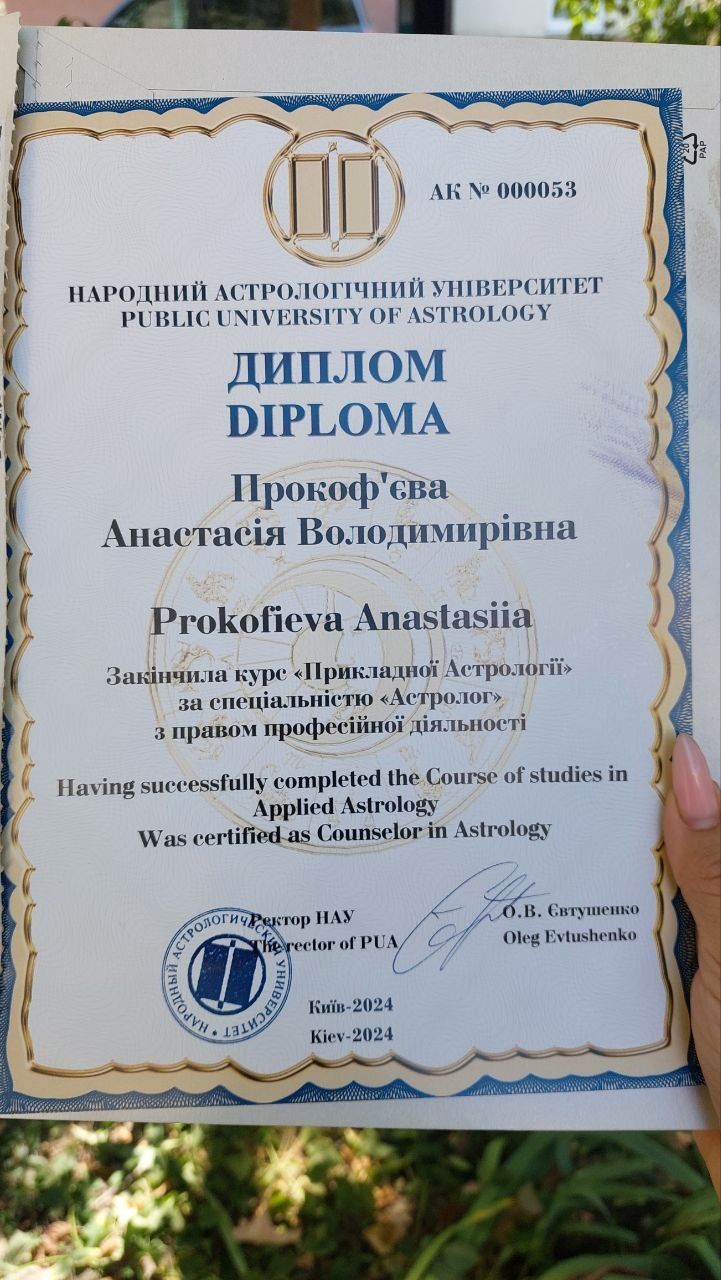 АК № 000053
НАРОДНИЙ АСТРОЛОГІЧНИЙ УНІВЕРСИТЕТ
PUBLIC UNIVERSITY OF ASTROLOGY
ДИПЛОМ
DIPLOMA
Прокоф'єва
Анастасія Володимирівна
Prokofieva Anastasiia
Закінчила курс «Прикладної Астрології»
за спеціальністю «Астролог»
з правом професійної діяльності
Having successfully completed the Course of studies in
Applied Astrology
Was certified as Counselor in Astrology
Ректор НАУ
О.В. Євтушенко
The rector of PUA
Oleg Evtushenko
НАРОДНЫЙ АСТРОЛОГИЧЕСКИЙ УНИВЕРСИТЕТ
Київ-2024
Kiev-2024
20
PAP